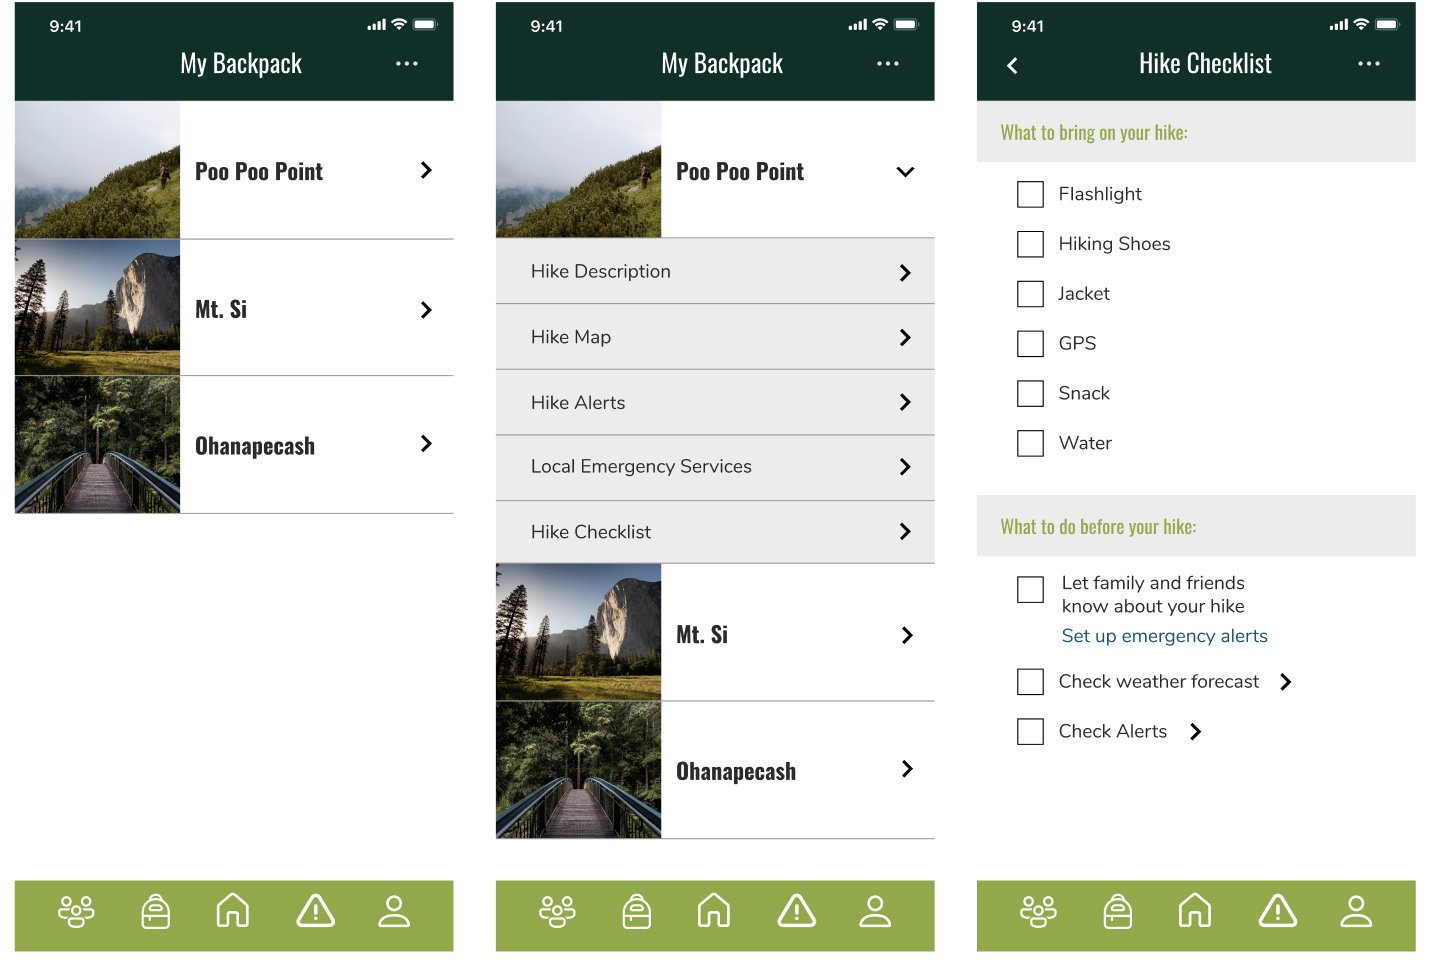 9:41
My Backpack
Poo Poo Point
Mt. Si
Ohanapecash
9:41
My Backpack
Poo Poo Point
Hike Description
Hike Map
Hike Alerts
Local Emergency Services
Hike Checklist
Mt. Si
Ohanapecash
9:41
Hike Checklist
What to bring on your hike:
Flashlight
Hiking Shoes
Jacket
GPS
Snack
Water
What to do before your hike:
Let family and friends
know about your hike
Set up emergency alerts
Check weather forecast
Check Alerts